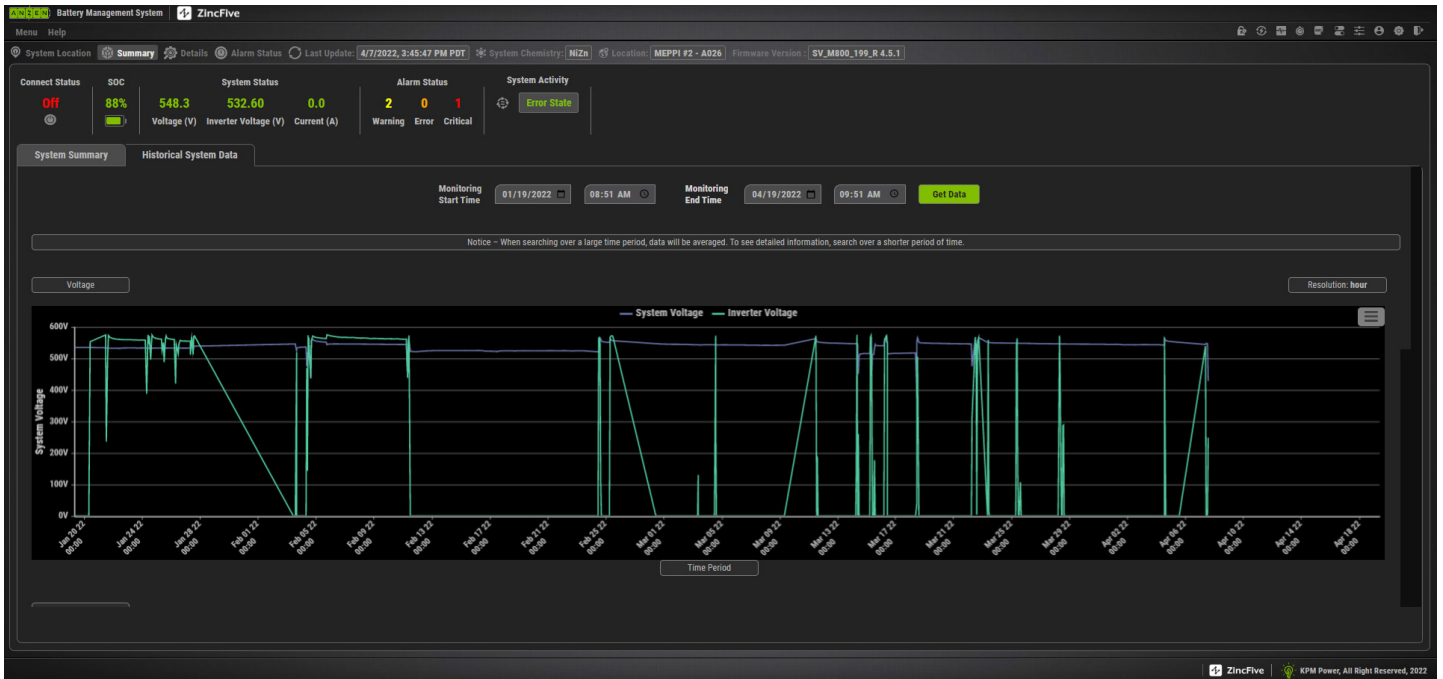 ANZEN Battery Management System ZincFive
Menu Help
System Location Summary Details Alarm Status Last Update: 4/7/2022, 3:45:47 PM PDT System Chemistry: NiZn Location: MEPPI #2 - A026 Firmware Version : SV_M800_199_R 4.5.1
Connect Status SOC System Status Alarm Status System Activity
Off 88% 548.3 532.60 0.0 2 0 1 Error State
Voltage (V) Inverter Voltage (V) Current (A) Warning Error Critical
System Summary Historical System Data
Monitoring Start Time 01/19/2022 08:51 AM Monitoring End Time 04/19/2022 09:51 AM Get Data
Notice – When searching over a large time period, data will be averaged. To see detailed information, search over a shorter period of time.
Voltage Resolution: hour
System Voltage Inverter Voltage
600V
500V
400V
300V
200V
100V
0V
System Voltage
Jan 20 22 00:00
Jan 24 22 00:00
Jan 28 22 00:00
Feb 01 22 00:00
Feb 05 22 00:00
Feb 09 22 00:00
Feb 13 22 00:00
Feb 17 22 00:00
Feb 21 22 00:00
Feb 25 22 00:00
Mar 01 22 00:00
Mar 05 22 00:00
Mar 09 22 00:00
Mar 13 22 00:00
Mar 17 22 00:00
Mar 21 22 00:00
Mar 25 22 00:00
Mar 29 22 00:00
Apr 02 22 00:00
Apr 06 22 00:00
Apr 10 22 00:00
Apr 14 22 00:00
Apr 18 22 00:00
Time Period
ZincFive KPM Power, All Right Reserved, 2022